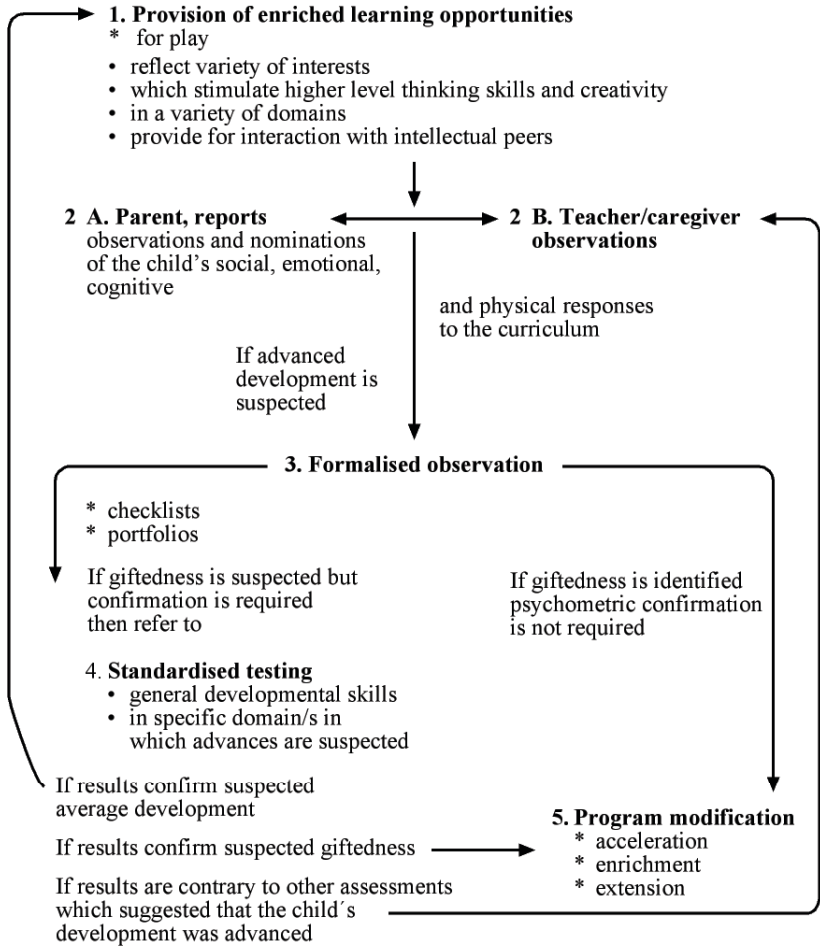 1. Provision of enriched learning opportunities
* for play
• reflect variety of interests
• which stimulate higher level thinking skills and creativity
• in a variety of domains
• provide for interaction with intellectual peers
2 A. Parent, reports
observations and nominations
of the child's social, emotional,
cognitive
2 B. Teacher/caregiver
observations
and physical responses
to the curriculum
If advanced
development is
suspected
3. Formalised observation
* checklists
* portfolios
If giftedness is suspected but
confirmation is required
then refer to
If giftedness is identified
psychometric confirmation
is not required
4. Standardised testing
• general developmental skills
• in specific domain/s in
which advances are suspected
If results confirm suspected
average development
If results confirm suspected giftedness
If results are contrary to other assessments
which suggested that the child´s
development was advanced
5. Program modification
* acceleration
* enrichment
* extension